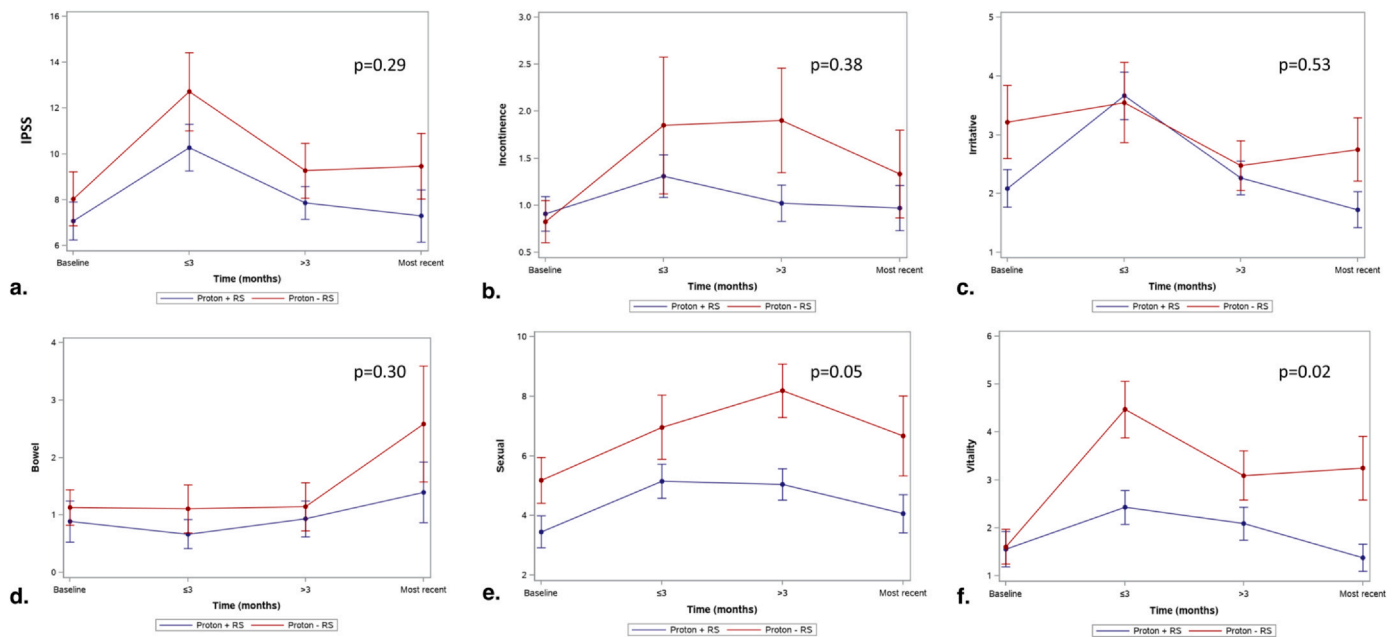 16
14
12
10
8
6
IPSS
p=0.29
Baseline ≤3 >3 Most recent
Time (months)
Proton + RS Proton - RS
a.
3.0
2.5
2.0
1.5
1.0
0.5
Incontinence
p=0.38
Baseline ≤3 >3 Most recent
Time (months)
Proton + RS Proton - RS
b.
5
4
3
2
1
Irritative
p=0.53
Baseline ≤3 >3 Most recent
Time (months)
Proton + RS Proton - RS
c.
4
3
2
1
0
Bowel
p=0.30
Baseline ≤3 >3 Most recent
Time (months)
Proton + RS Proton - RS
d.
10
8
6
4
2
Sexual
p=0.05
Baseline ≤3 >3 Most recent
Time (months)
Proton + RS Proton - RS
e.
6
5
4
3
2
1
Vitality
p=0.02
Baseline ≤3 >3 Most recent
Time (months)
Proton + RS Proton - RS
f.